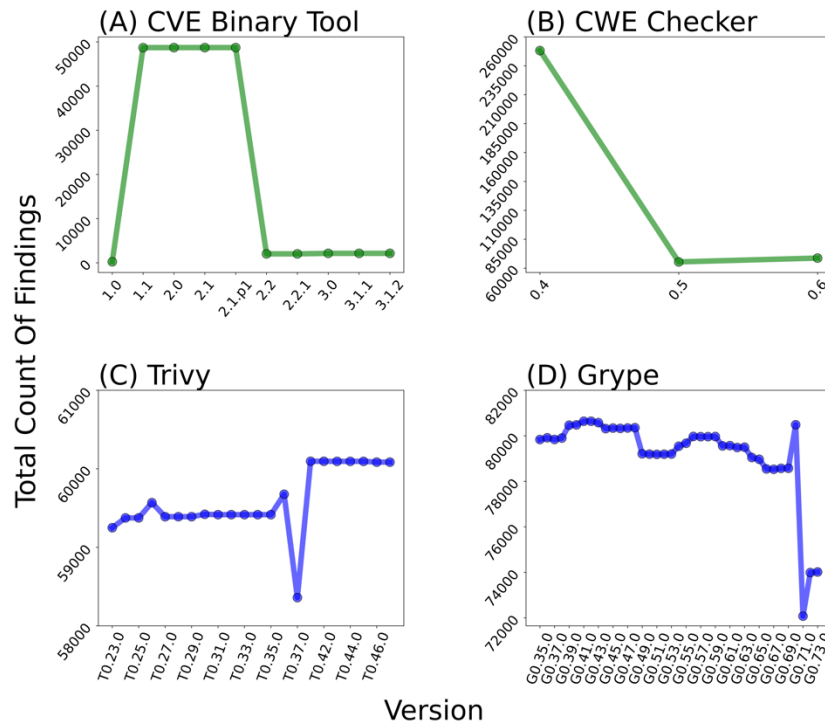 (A) CVE Binary Tool
(B) CWE Checker
Total Count Of Findings
50000
40000
30000
20000
10000
0
1.0
1.1
2.0
2.1
2.1.p1
2.2
2.2.1
3.0
3.1.1
3.1.2
260000
235000
210000
185000
160000
135000
110000
85000
60000
0.4
0.5
0.6
(C) Trivy
(D) Grype
61000
60000
59000
58000
T0.23.0
T0.25.0
T0.27.0
T0.29.0
T0.31.0
T0.33.0
T0.35.0
T0.37.0
T0.42.0
T0.44.0
T0.46.0
82000
80000
78000
76000
74000
72000
G0.35.0
G0.37.0
G0.39.0
G0.41.0
G0.43.0
G0.45.0
G0.47.0
G0.49.0
G0.51.0
G0.53.0
G0.55.0
G0.57.0
G0.59.0
G0.61.0
G0.63.0
G0.65.0
G0.67.0
G0.69.0
G0.71.0
G0.73.0
Version